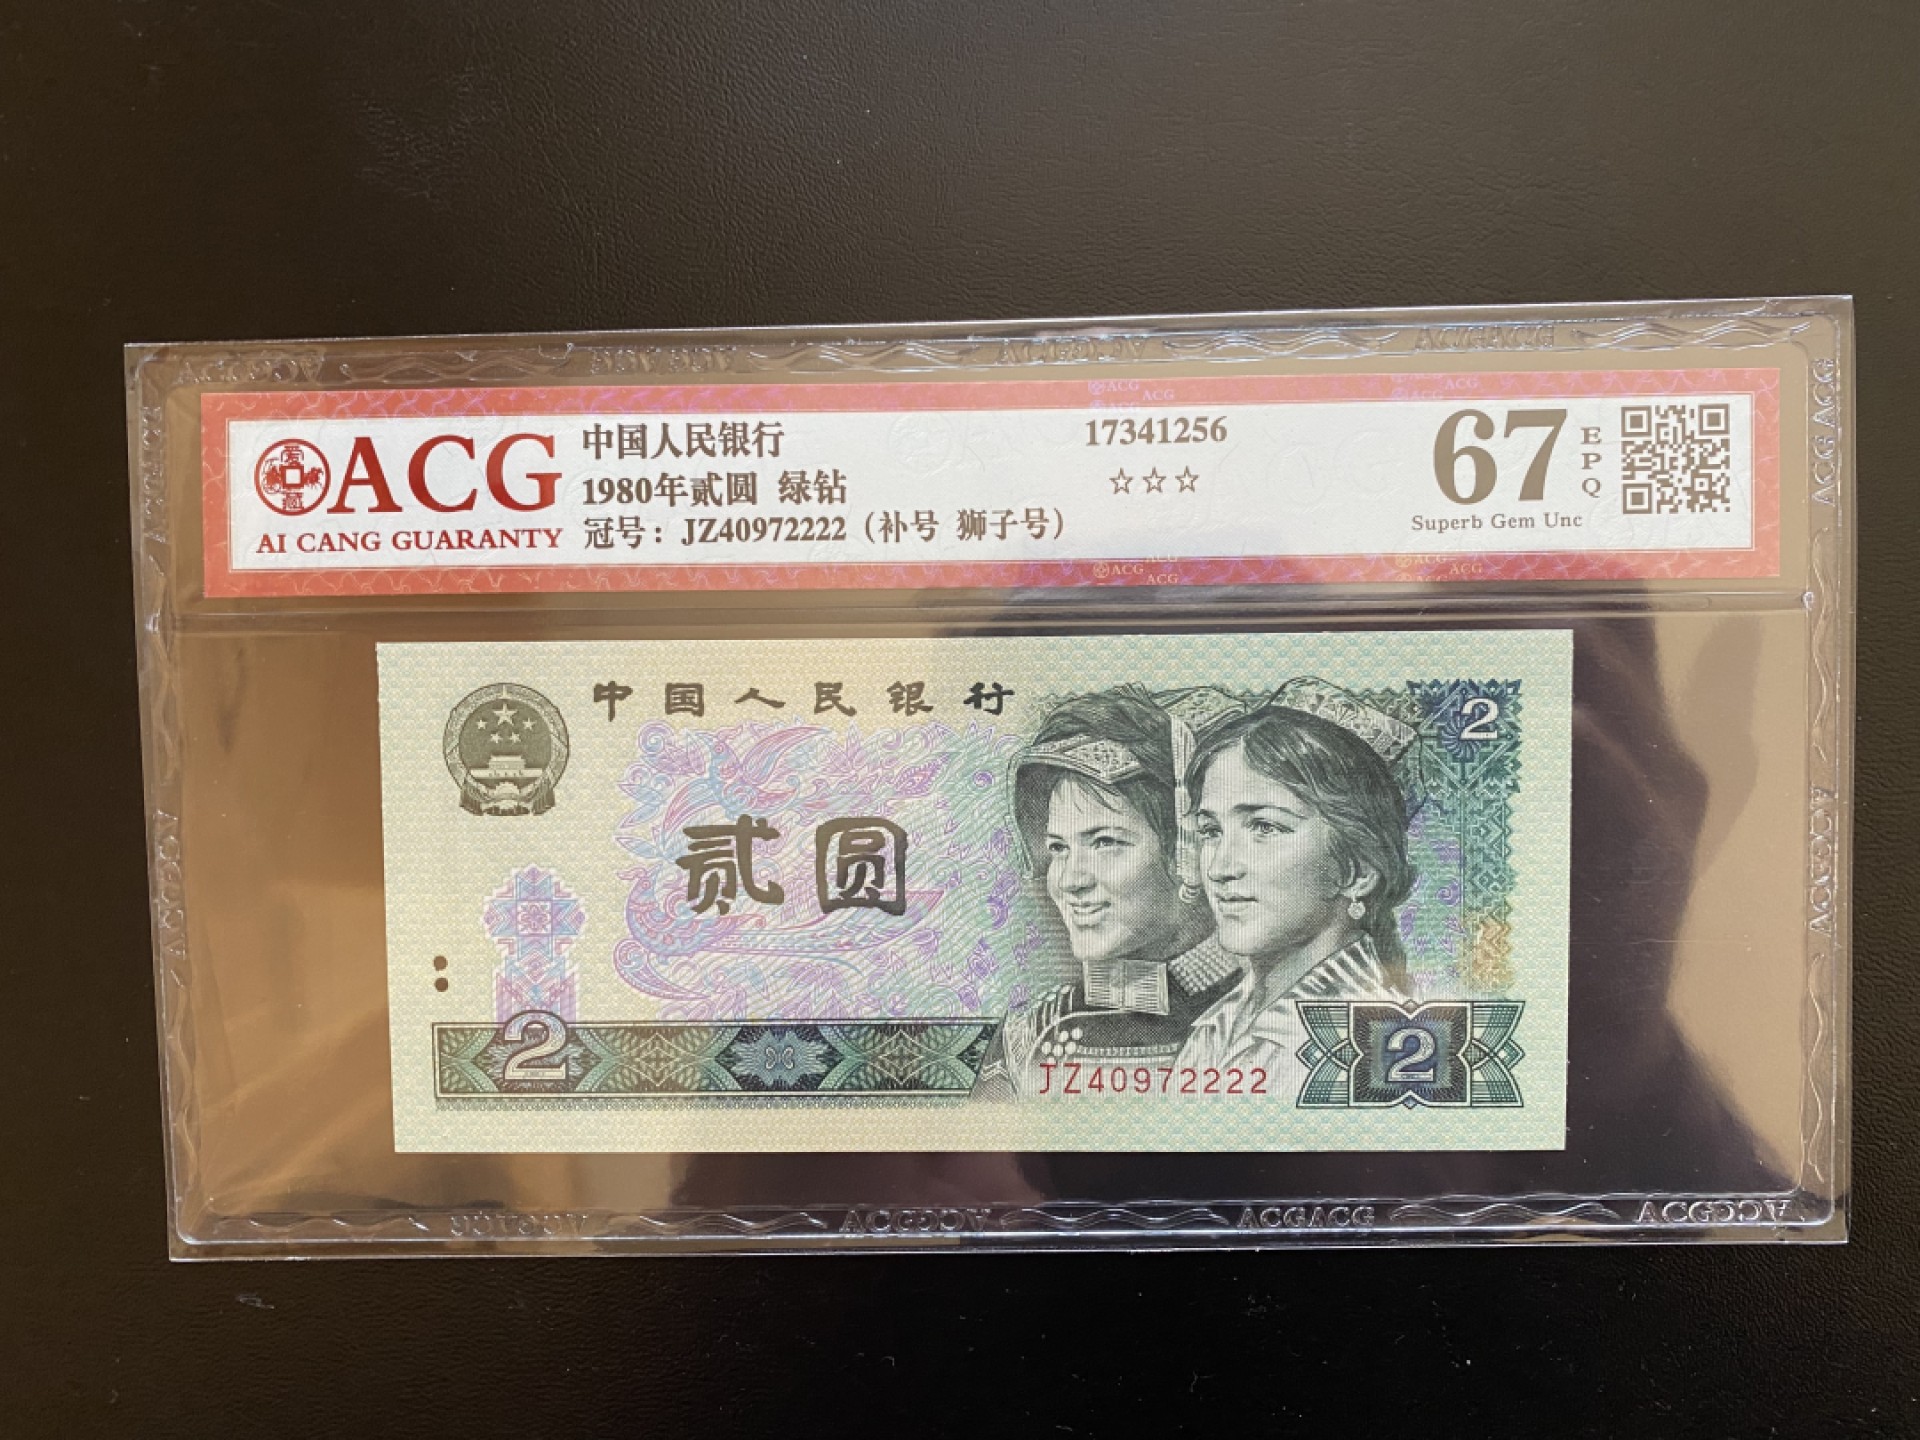 ACG
AI CANG GUARANTY
中国人民银行
1980年贰圆 绿钻
冠号：JZ40972222（补号 狮子号）
17341256
☆☆☆
67
EPQ
Superb Gem Unc
中国人民银行
贰圆
2
2
JZ40972222
2